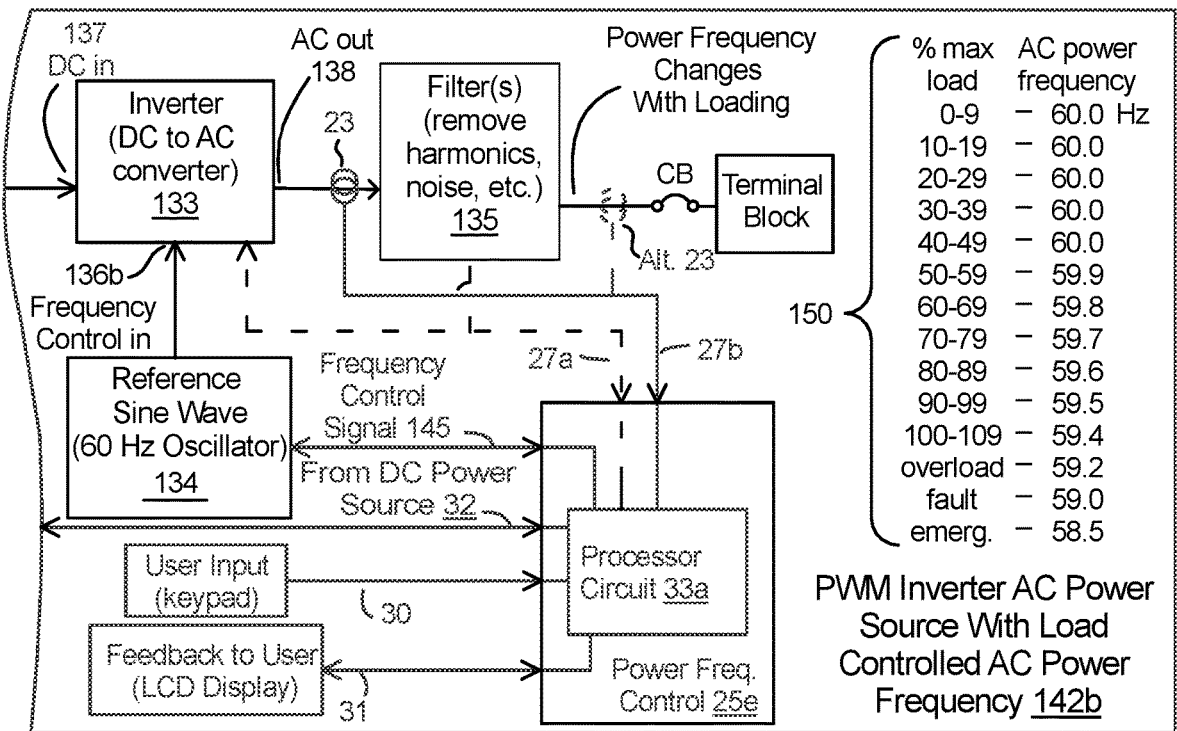 137
DC in
AC out
138
Inverter
(DC to AC
converter)
133
23
Filter(s)
(remove
harmonics,
noise, etc.)
135
Power Frequency
Changes
With Loading
CB
Terminal
Block
Alt. 23
136b
Frequency
Control in
Reference
Sine Wave
(60 Hz Oscillator)
134
Frequency
Control
Signal 145
27a
27b
From DC Power
Source 32
User Input
(keypad)
30
Feedback to User
(LCD Display)
31
Processor
Circuit 33a
Power Freq.
Control 25e
150
% max AC power
load frequency
0-9 – 60.0 Hz
10-19 – 60.0
20-29 – 60.0
30-39 – 60.0
40-49 – 60.0
50-59 – 59.9
60-69 – 59.8
70-79 – 59.7
80-89 – 59.6
90-99 – 59.5
100-109 – 59.4
overload – 59.2
fault – 59.0
emerg. – 58.5
PWM Inverter AC Power
Source With Load
Controlled AC Power
Frequency 142b